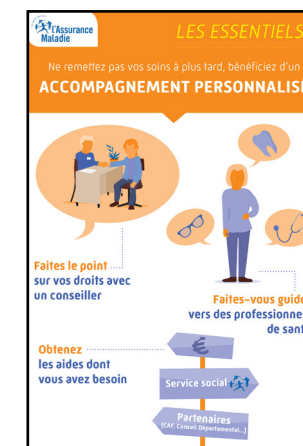 l'Assurance
Maladie
LES ESSENTIELS
Ne remettez pas vos soins à plus tard, bénéficiez d'un
ACCOMPAGNEMENT PERSONNALIS
Faites le point
sur vos droits avec
un conseiller
Faites-vous guide
vers des professionne
de sant
Obtenez
les aides dont
vous avez besoin
€
Service social
Partenaires
(CAF, Conseil Départemental...)